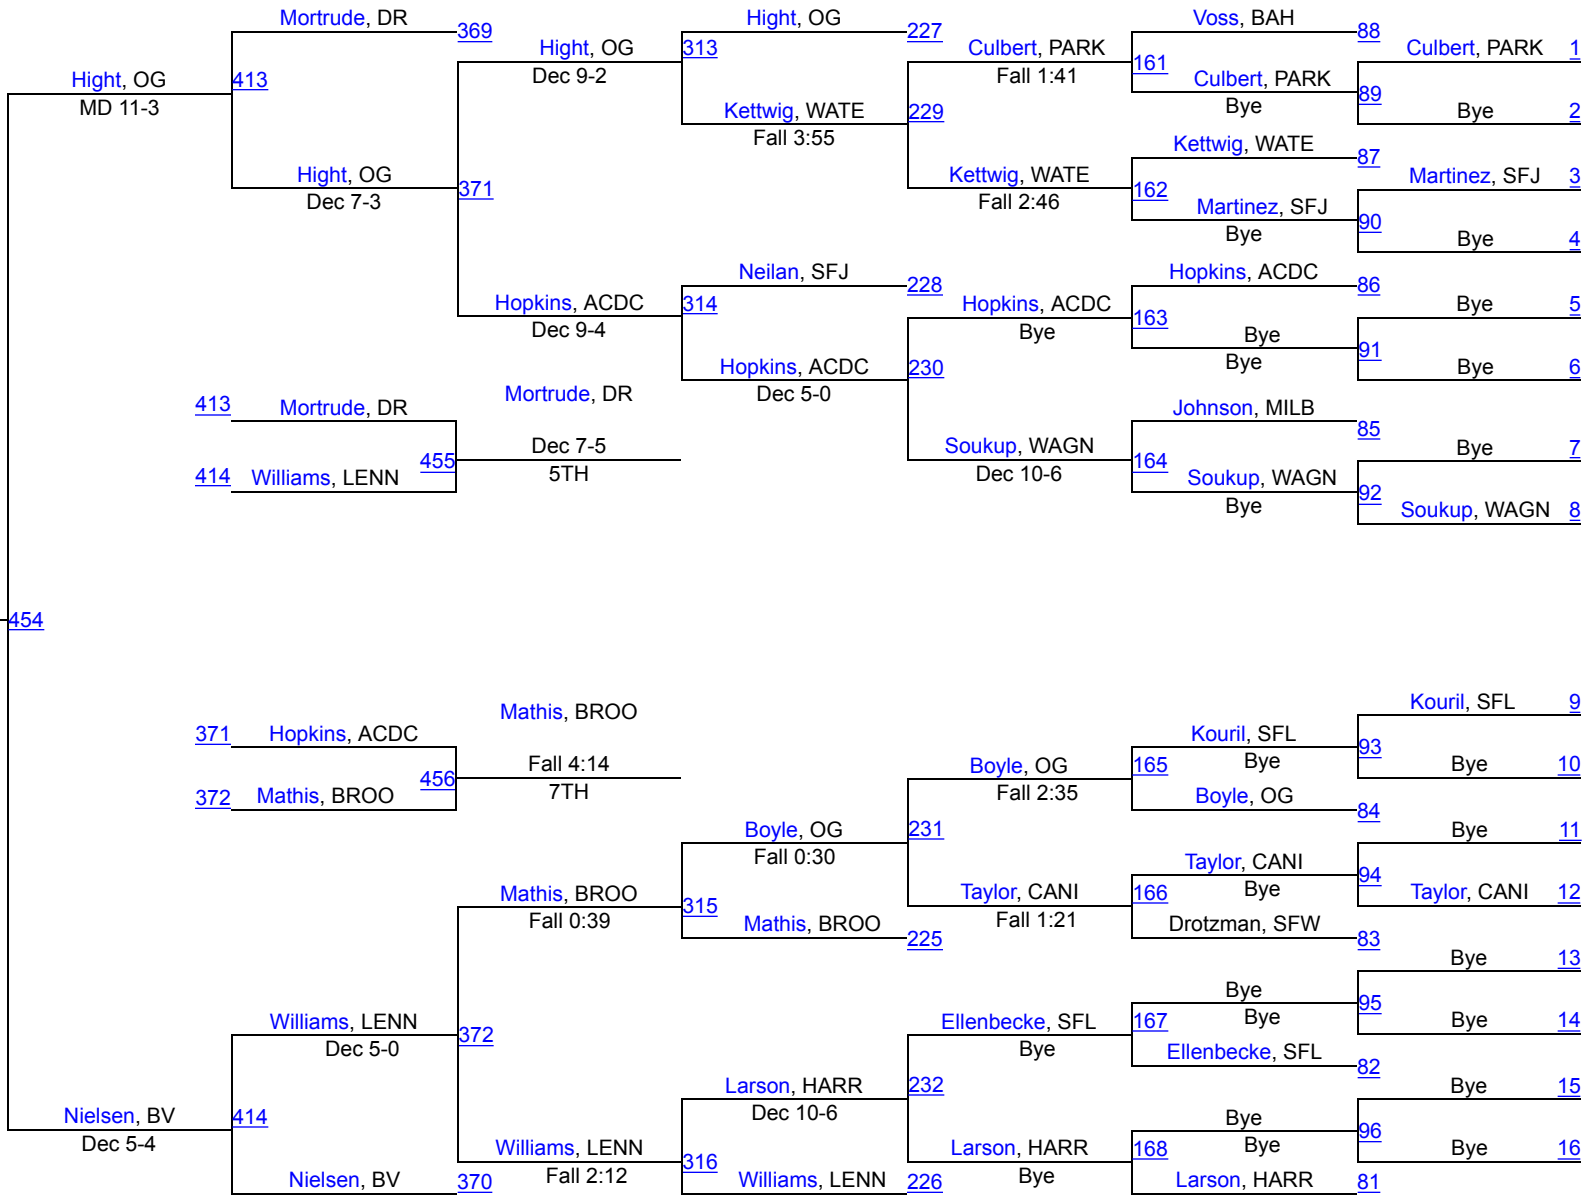 Mortrude, DR
369
Hight, OG
227
Voss, BAH
88
Hight, OG
Dec 9-2
313
Culbert, PARK
Fall 1:41
161
Culbert, PARK
Bye
89
Culbert, PARK 1
Bye 2
Hight, OG
MD 11-3
413
Kettwig, WATE
Fall 3:55
229
Kettwig, WATE
87
Hight, OG
Dec 7-3
371
Kettwig, WATE
Fall 2:46
162
Martinez, SFJ
Bye
90
Martinez, SFJ 3
Bye 4
Neilan, SFJ
228
Hopkins, ACDC
86
Hopkins, ACDC
Dec 9-4
314
Hopkins, ACDC
Bye
163
Bye
Bye
91
Bye 5
Bye 6
Hopkins, ACDC
Dec 5-0
230
413 Mortrude, DR
414 Williams, LENN
455
Mortrude, DR
Dec 7-5
5TH
Johnson, MILB
85
Soukup, WAGN
Dec 10-6
164
Soukup, WAGN
Bye
92
Bye 7
Soukup, WAGN 8
454
371 Hopkins, ACDC
372 Mathis, BROO
456
Mathis, BROO
Fall 4:14
7TH
Kouril, SFL 9
Bye 10
Kouril, SFL
Bye
93
Boyle, OG
Fall 2:35
165
Boyle, OG
84
Boyle, OG
Fall 0:30
231
Bye 11
Taylor, CANI 12
Taylor, CANI
Bye
94
Mathis, BROO
Fall 0:39
315
Taylor, CANI
Fall 1:21
166
Mathis, BROO
225
Drotzman, SFW
83
Bye 13
Bye 14
Bye
Bye
95
Williams, LENN
Dec 5-0
372
Ellenbecke, SFL
Bye
167
Ellenbecke, SFL
82
Larson, HARR
Dec 10-6
232
Bye 15
Bye 16
Nielsen, BV
Dec 5-4
414
Bye
Bye
96
Williams, LENN
Fall 2:12
316
Larson, HARR
Bye
168
Nielsen, BV
370
Williams, LENN
226
Larson, HARR
81